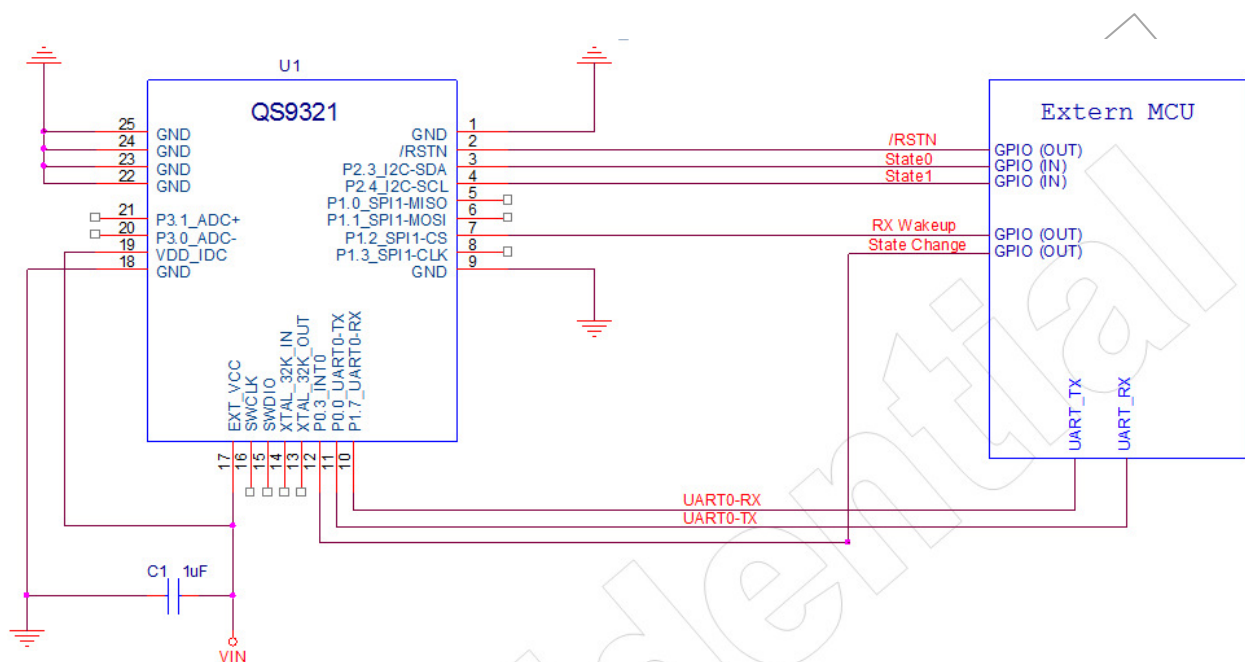 U1
QS9321
25 GND
24 GND
23 GND
22 GND
21 P3.1_ADC+
20 P3.0_ADC-
19 VDD_IDC
18 GND
GND 1
/RSTN 2
P2.3_I2C-SDA 3
P2.4_I2C-SCL 4
P1.0_SPI1-MISO 5
P1.1_SPI1-MOSI 6
P1.2_SPI1-CS 7
P1.3_SPI1-CLK 8
GND 9
EXT_VCC 17
SWCLK 16
SWDIO 15
XTAL_32K_IN 14
XTAL_32K_OUT 13
P0.3_INT0 12
P0.0_UART0-TX 11
P1.7_UART0-RX 10
/RSTN
State0
State1
RX Wakeup
State Change
Extern MCU
GPIO (OUT)
GPIO (IN)
GPIO (IN)
GPIO (OUT)
GPIO (OUT)
UART_TX
UART_RX
UART0-RX
UART0-TX
C1 1uF
VIN
dential